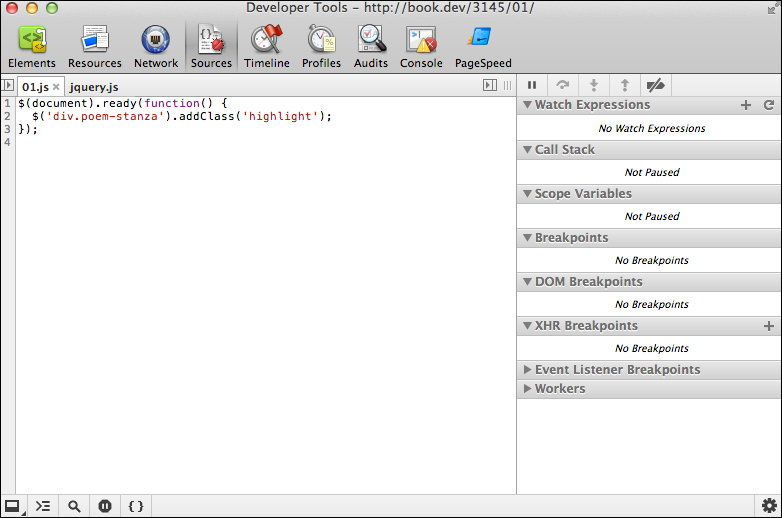 Developer Tools - http://book.dev/3145/01/
Elements Resources Network Sources Timeline Profiles Audits Console PageSpeed
01.js × jquery.js
1 $(document).ready(function() {
2 $('div.poem-stanza').addClass('highlight');
3 });
4
Watch Expressions
No Watch Expressions
Call Stack
Not Paused
Scope Variables
Not Paused
Breakpoints
No Breakpoints
DOM Breakpoints
No Breakpoints
XHR Breakpoints
No Breakpoints
Event Listener Breakpoints
Workers
{ }